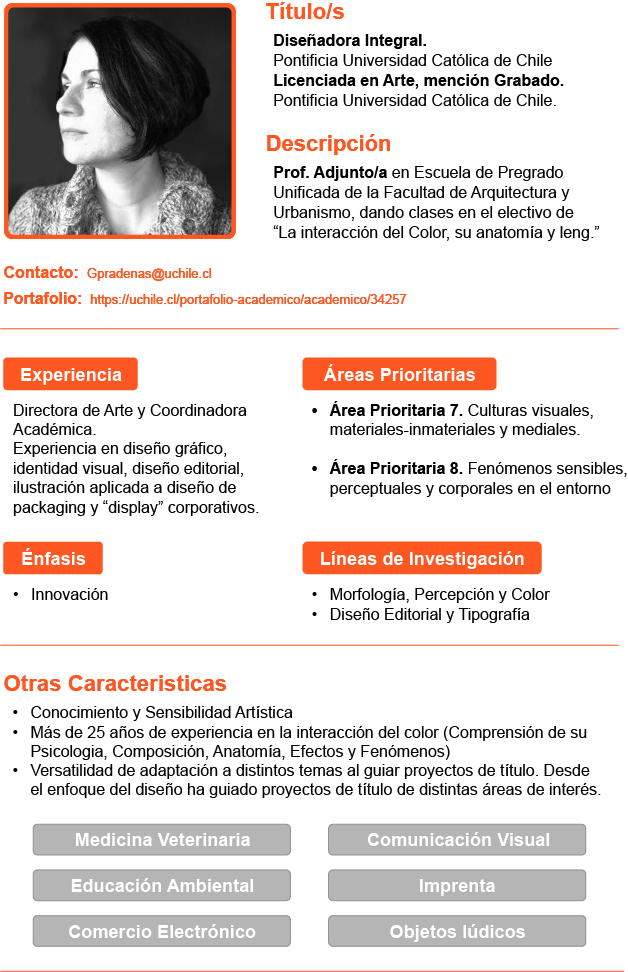 Título/s
Diseñadora Integral.
Pontificia Universidad Católica de Chile
Licenciada en Arte, mención Grabado.
Pontificia Universidad Católica de Chile.
Descripción
Prof. Adjunto/a en Escuela de Pregrado
Unificada de la Facultad de Arquitectura y
Urbanismo, dando clases en el electivo de
“La interacción del Color, su anatomía y leng.”
Contacto: Gpradenas@uchile.cl
Portafolio: https://uchile.cl/portafolio-academico/academico/34257
Experiencia
Directora de Arte y Coordinadora
Académica.
Experiencia en diseño gráfico,
identidad visual, diseño editorial,
ilustración aplicada a diseño de
packaging y “display” corporativos.
Áreas Prioritarias
• Área Prioritaria 7. Culturas visuales,
materiales-inmateriales y mediales.
• Área Prioritaria 8. Fenómenos sensibles,
perceptuales y corporales en el entorno
Énfasis
• Innovación
Líneas de Investigación
• Morfología, Percepción y Color
• Diseño Editorial y Tipografía
Otras Caracteristicas
• Conocimiento y Sensibilidad Artística
• Más de 25 años de experiencia en la interacción del color (Comprensión de su
Psicologia, Composición, Anatomía, Efectos y Fenómenos)
• Versatilidad de adaptación a distintos temas al guiar proyectos de título. Desde
el enfoque del diseño ha guiado proyectos de título de distintas áreas de interés.
Medicina Veterinaria
Comunicación Visual
Educación Ambiental
Imprenta
Comercio Electrónico
Objetos lúdicos